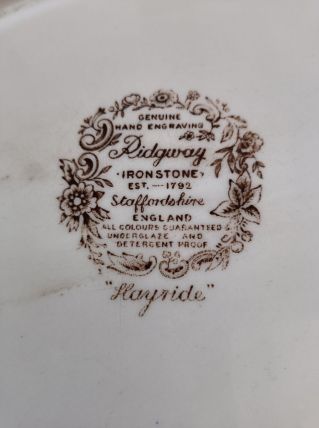 GENUINE
HAND ENGRAVING
Ridgway
·IRONSTONE·
EST. — 1792
Staffordshire
ENGLAND
ALL COLOURS GUARANTEED
UNDERGLAZE AND
DETERGENT PROOF
"Hayride"